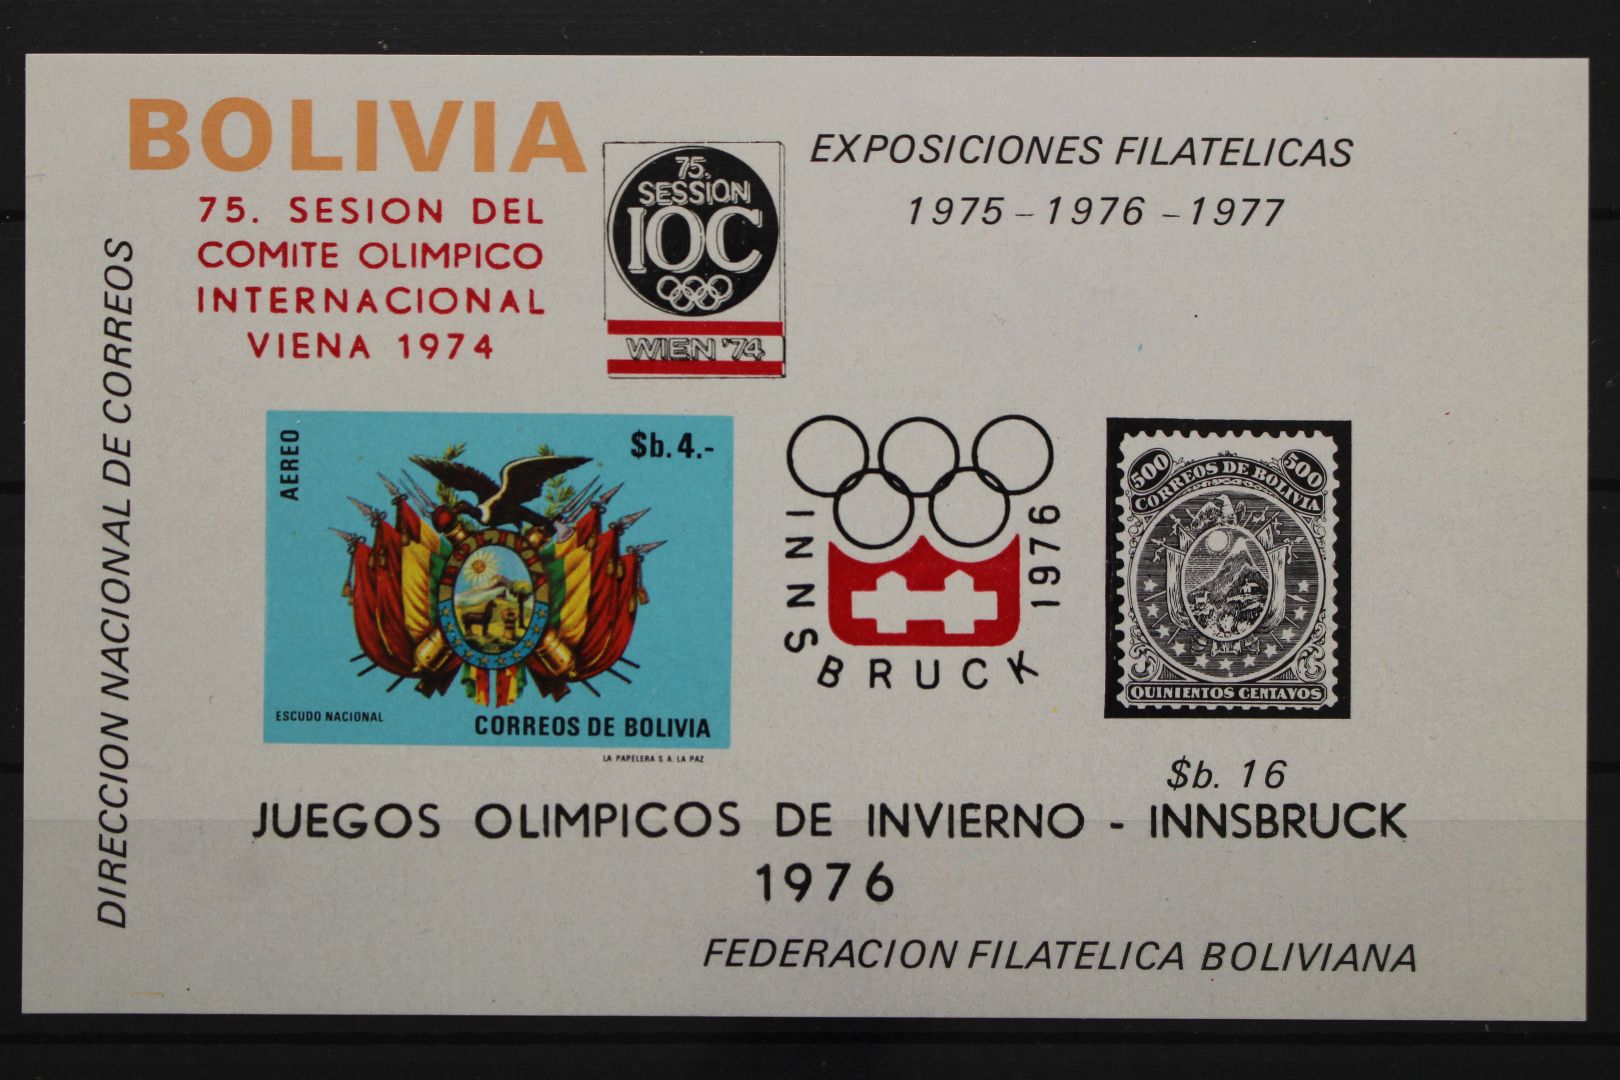 BOLIVIA
75. SESION DEL
COMITE OLIMPICO
INTERNACIONAL
VIENA 1974
75.
SESSION
IOC
WIEN '74
EXPOSICIONES FILATELICAS
1975-1976-1977
DIRECCION NACIONAL DE CORREOS
AEREO
$b. 4.-
ESCUDO NACIONAL
CORREOS DE BOLIVIA
LA PAPELERA S. A. LA PAZ
INNSBRUCK 1976
500 CORREOS DE BOLIVIA 500
QUINIENTOS CENTAVOS
$b. 16
JUEGOS OLIMPICOS DE INVIERNO - INNSBRUCK
1976
FEDERACION FILATELICA BOLIVIANA